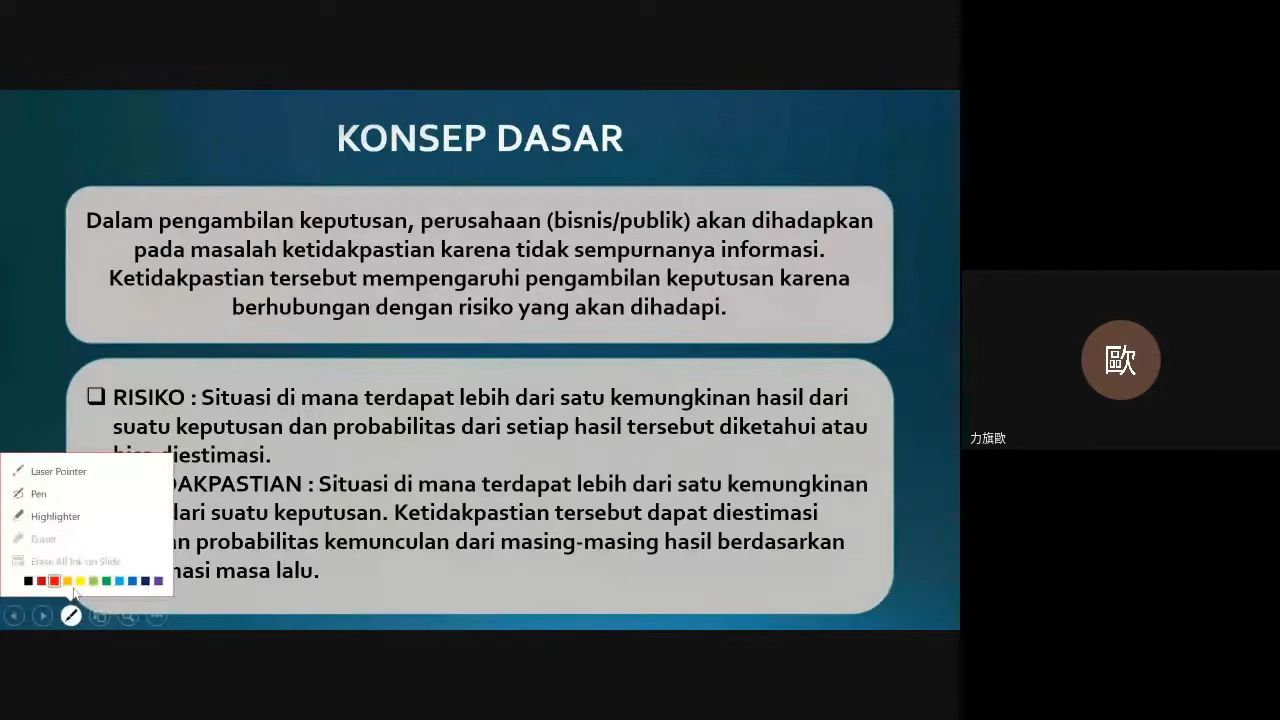 KONSEP DASAR
Dalam pengambilan keputusan, perusahaan (bisnis/publik) akan dihadapkan
pada masalah ketidakpastian karena tidak sempurnanya informasi.
Ketidakpastian tersebut mempengaruhi pengambilan keputusan karena
berhubungan dengan risiko yang akan dihadapi.
RISIKO : Situasi di mana terdapat lebih dari satu kemungkinan hasil dari
suatu keputusan dan probabilitas dari setiap hasil tersebut diketahui atau
diestimasi.
DAKPASTIAN : Situasi di mana terdapat lebih dari satu kemungkinan
dari suatu keputusan. Ketidakpastian tersebut dapat diestimasi
probabilitas kemunculan dari masing-masing hasil berdasarkan
masa lalu.
Laser Pointer
Pen
Highlighter
Eraser
Erase All Ink on Slide
歐
力旗歐